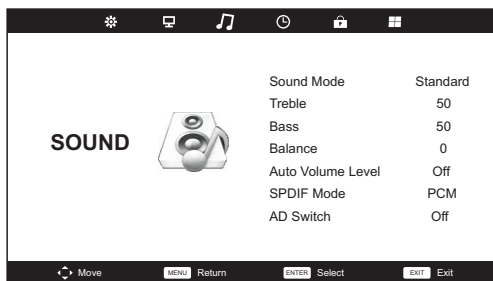 SOUND
Sound Mode Standard
Treble 50
Bass 50
Balance 0
Auto Volume Level Off
SPDIF Mode PCM
AD Switch Off
Move MENU Return ENTER Select EXIT Exit